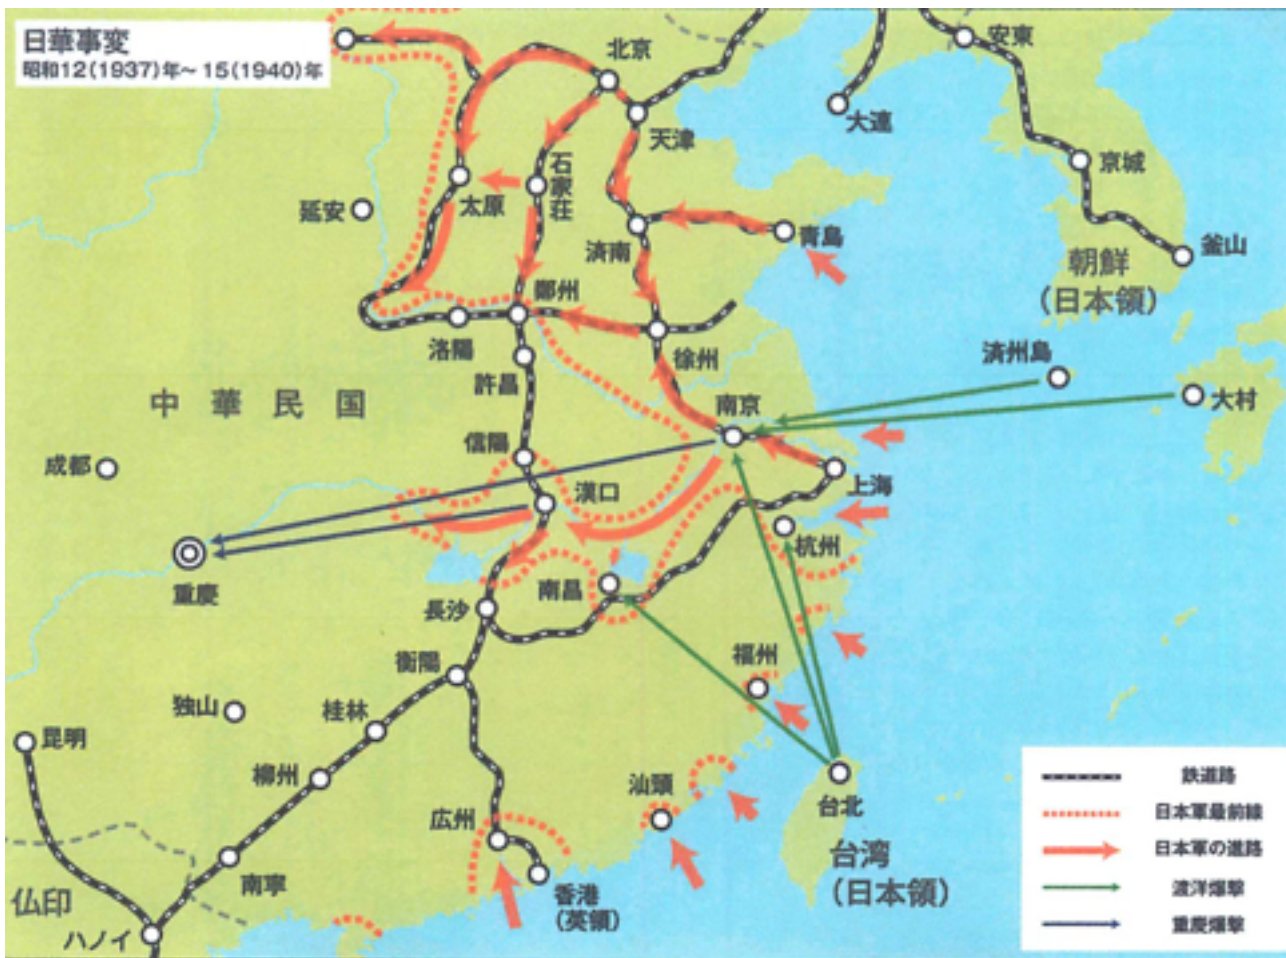 日華事変
昭和12(1937)年～15(1940)年
北京
天津
安東
大連
京城
釜山
朝鮮
(日本領)
石家荘
太原
延安
済南
青島
鄭州
洛陽
徐州
許昌
済州島
大村
中華民国
南京
信陽
成都
漢口
上海
杭州
重慶
南昌
長沙
衡陽
福州
独山
桂林
昆明
柳州
汕頭
台北
広州
台湾
(日本領)
南寧
香港
(英領)
仏印
ハノイ
鉄道路
日本軍最前線
日本軍の進路
渡洋爆撃
重慶爆撃